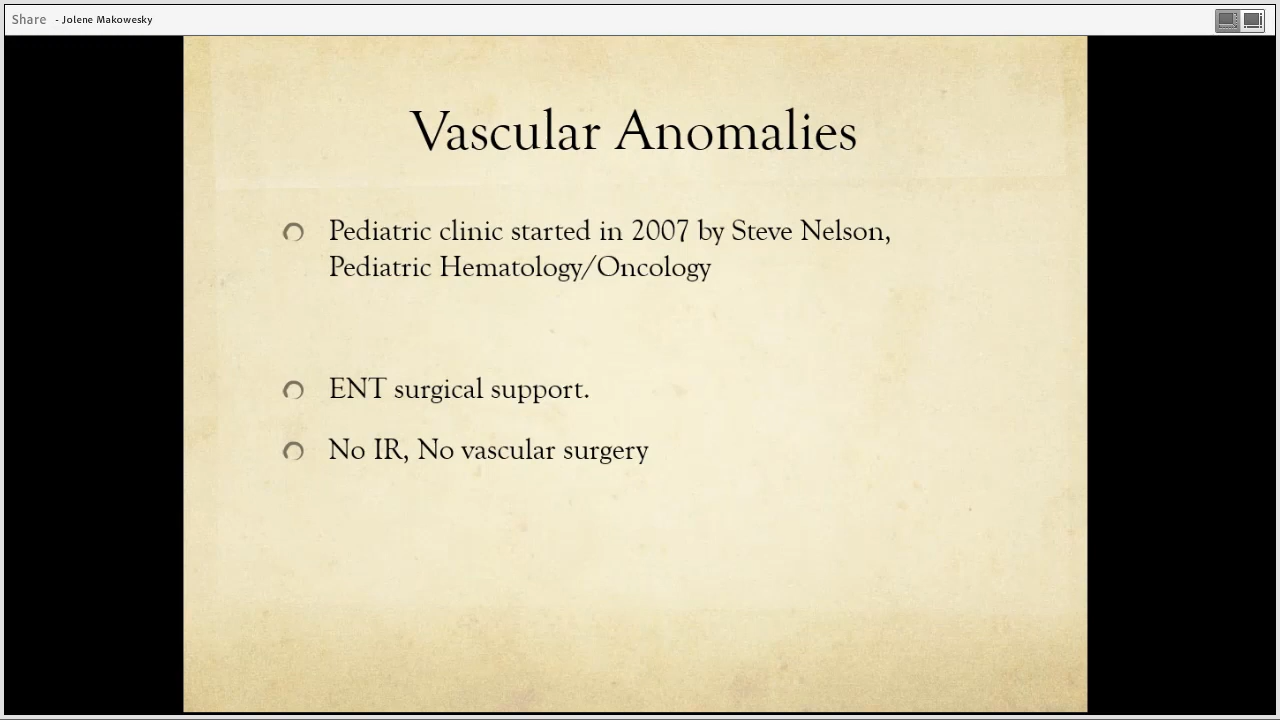 Share - Jolene Makowesky
Vascular Anomalies
Pediatric clinic started in 2007 by Steve Nelson,
Pediatric Hematology/Oncology
ENT surgical support.
No IR, No vascular surgery